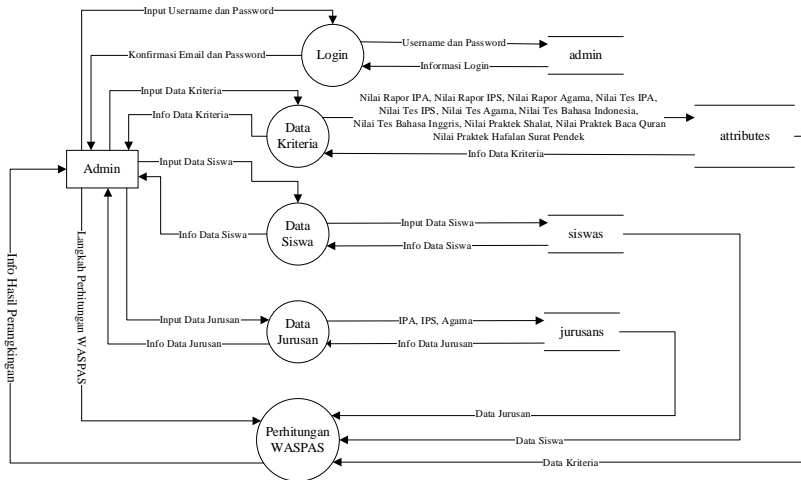 Input Username dan Password
Konfirmasi Email dan Password
Login
Username dan Password
Informasi Login
admin
Input Data Kriteria
Info Data Kriteria
Data
Kriteria
Nilai Rapor IPA, Nilai Rapor IPS, Nilai Rapor Agama, Nilai Tes IPA,
Nilai Tes IPS, Nilai Tes Agama, Nilai Tes Bahasa Indonesia,
Nilai Tes Bahasa Inggris, Nilai Praktek Shalat, Nilai Praktek Baca Quran
Nilai Praktek Hafalan Surat Pendek
Info Data Kriteria
attributes
Admin
Input Data Siswa
Info Data Siswa
Data
Siswa
Input Data Siswa
Info Data Siswa
siswas
Langkah Perhitungan WASPAS
Info Hasil Perangkingan
Input Data Jurusan
Info Data Jurusan
Data
Jurusan
IPA, IPS, Agama
Info Data Jurusan
jurusans
Perhitungan
WASPAS
Data Jurusan
Data Siswa
Data Kriteria